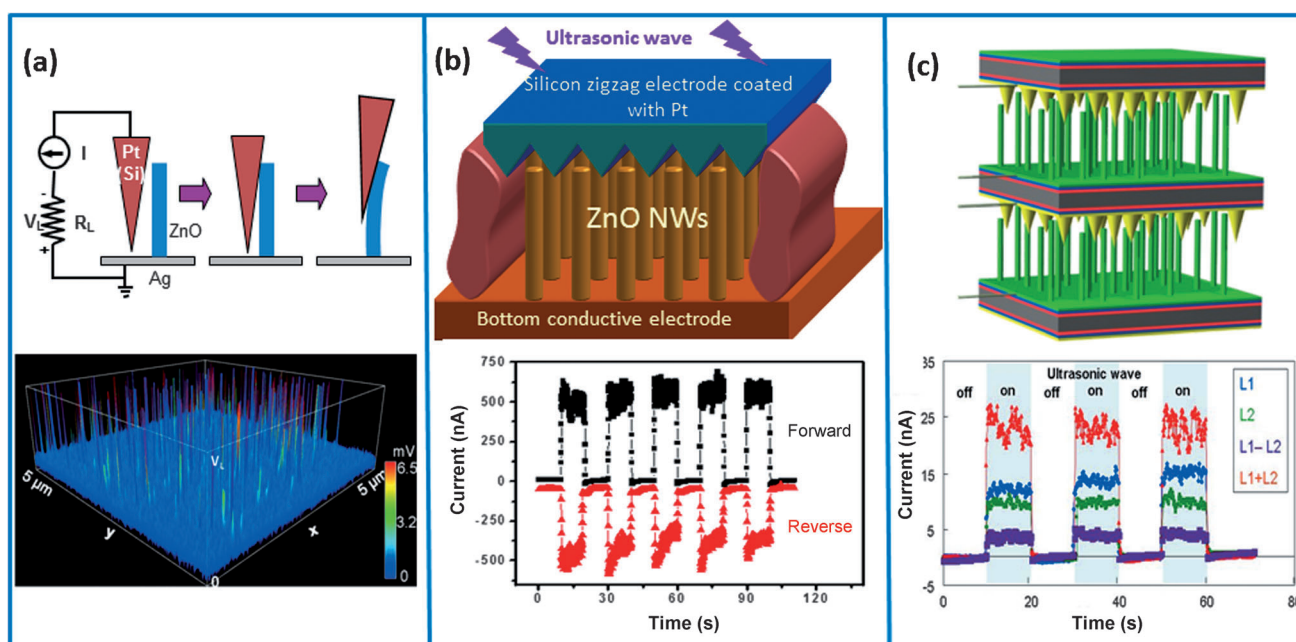 (a)
I
Pt
(Si)
-
V_L
R_L
+
ZnO
Ag
V_L
mV
6.5
3.2
0
5 µm
5 µm
y
x
0
(b)
Ultrasonic wave
Silicon zigzag electrode coated
with Pt
ZnO NWs
Bottom conductive electrode
750
500
250
0
-250
-500
Current (nA)
Forward
Reverse
0 30 60 90 120
Time (s)
(c)
35
25
15
5
-5
Current (nA)
Ultrasonic wave
off on off on off on
L1
L2
L1–L2
L1+L2
0 20 40 60 80
Time (s)